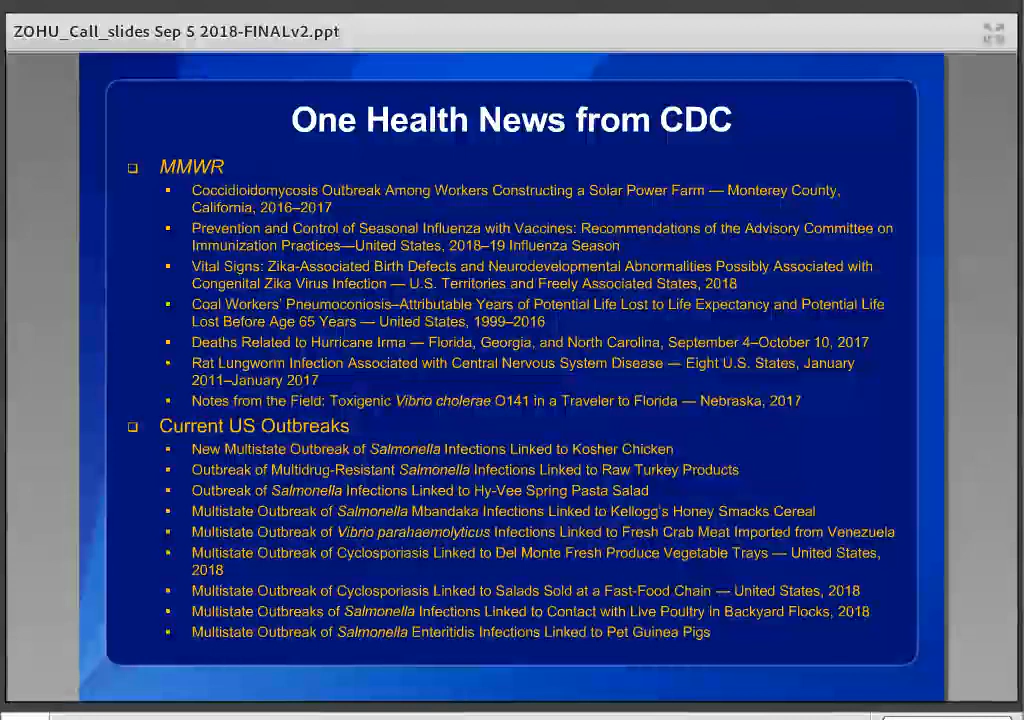 ZOHU_Call_slides Sep 5 2018-FINALv2.ppt
One Health News from CDC
MMWR
Coccidioidomycosis Outbreak Among Workers Constructing a Solar Power Farm — Monterey County,
California, 2016–2017
Prevention and Control of Seasonal Influenza with Vaccines: Recommendations of the Advisory Committee on
Immunization Practices—United States, 2018–19 Influenza Season
Vital Signs: Zika-Associated Birth Defects and Neurodevelopmental Abnormalities Possibly Associated with
Congenital Zika Virus Infection — U.S. Territories and Freely Associated States, 2018
Coal Workers' Pneumoconiosis–Attributable Years of Potential Life Lost to Life Expectancy and Potential Life
Lost Before Age 65 Years — United States, 1999–2016
Deaths Related to Hurricane Irma — Florida, Georgia, and North Carolina, September 4–October 10, 2017
Rat Lungworm Infection Associated with Central Nervous System Disease — Eight U.S. States, January
2011–January 2017
Notes from the Field: Toxigenic Vibrio cholerae O141 in a Traveler to Florida — Nebraska, 2017
Current US Outbreaks
New Multistate Outbreak of Salmonella Infections Linked to Kosher Chicken
Outbreak of Multidrug-Resistant Salmonella Infections Linked to Raw Turkey Products
Outbreak of Salmonella Infections Linked to Hy-Vee Spring Pasta Salad
Multistate Outbreak of Salmonella Mbandaka Infections Linked to Kellogg's Honey Smacks Cereal
Multistate Outbreak of Vibrio parahaemolyticus Infections Linked to Fresh Crab Meat Imported from Venezuela
Multistate Outbreak of Cyclosporiasis Linked to Del Monte Fresh Produce Vegetable Trays — United States,
2018
Multistate Outbreak of Cyclosporiasis Linked to Salads Sold at a Fast-Food Chain — United States, 2018
Multistate Outbreaks of Salmonella Infections Linked to Contact with Live Poultry in Backyard Flocks, 2018
Multistate Outbreak of Salmonella Enteritidis Infections Linked to Pet Guinea Pigs